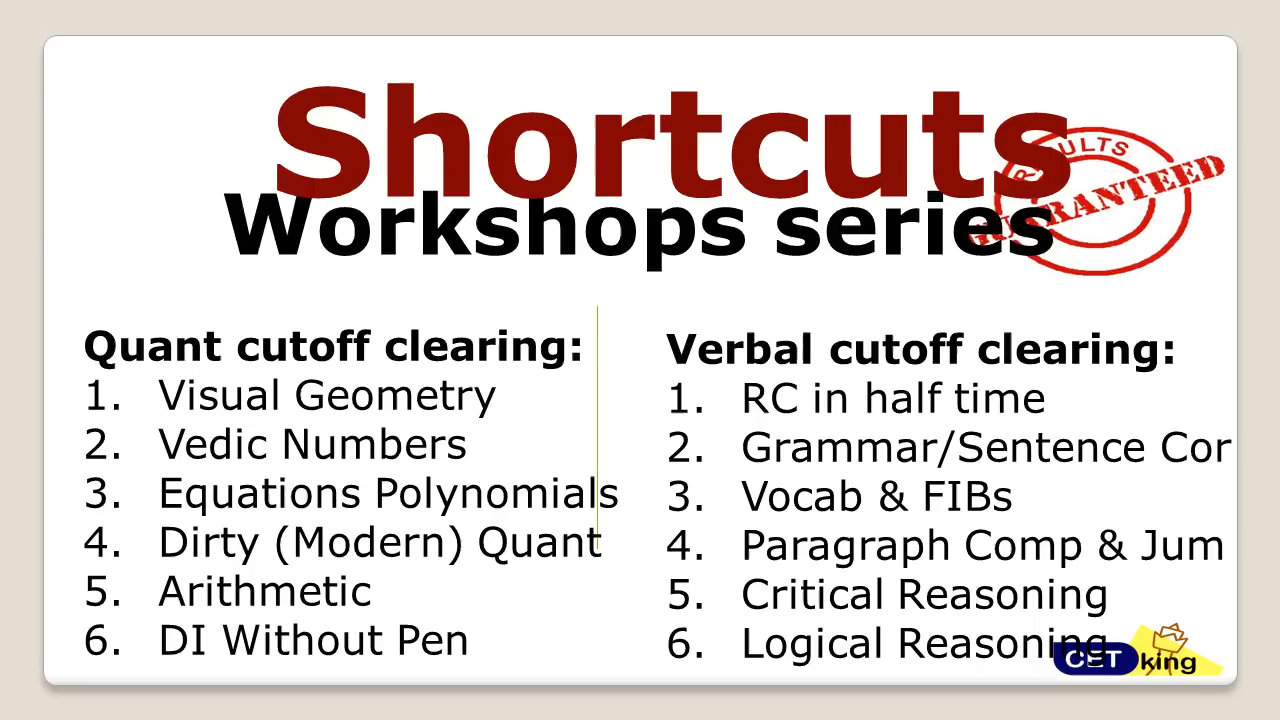 Shortcuts
Workshops series
RESULTS
GUARANTEED
Quant cutoff clearing:
1. Visual Geometry
2. Vedic Numbers
3. Equations Polynomials
4. Dirty (Modern) Quant
5. Arithmetic
6. DI Without Pen
Verbal cutoff clearing:
1. RC in half time
2. Grammar/Sentence Cor
3. Vocab & FIBs
4. Paragraph Comp & Jum
5. Critical Reasoning
6. Logical Reasoning
CET king